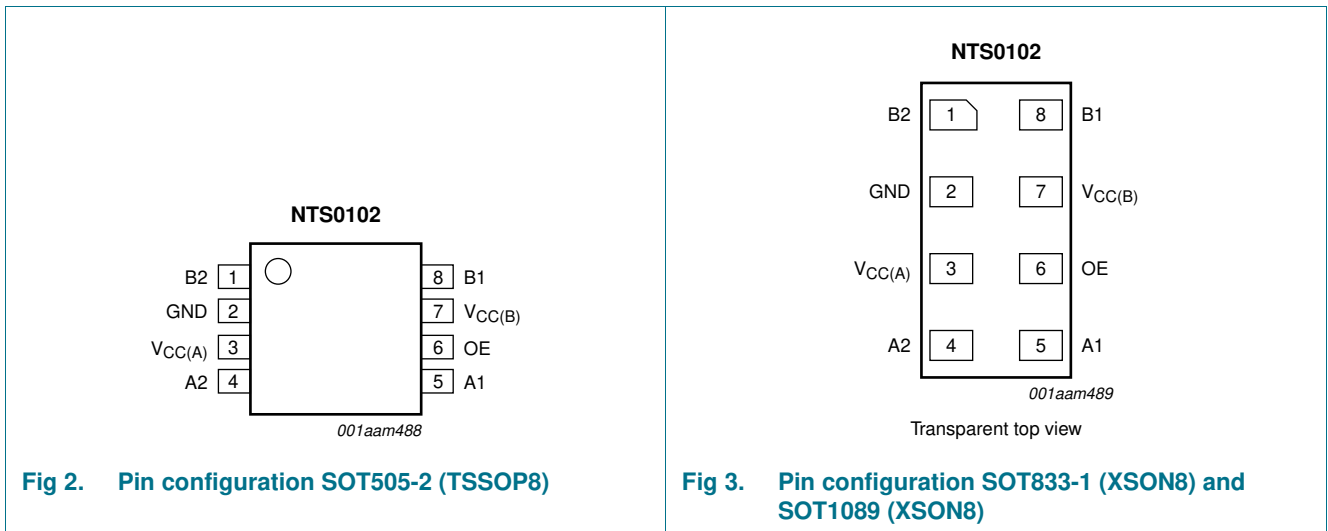 NTS0102
B2 1 8 B1
GND 2 7 VCC(B)
VCC(A) 3 6 OE
A2 4 5 A1
001aam488
Fig 2. Pin configuration SOT505-2 (TSSOP8)
NTS0102
B2 1 8 B1
GND 2 7 VCC(B)
VCC(A) 3 6 OE
A2 4 5 A1
001aam489
Transparent top view
Fig 3. Pin configuration SOT833-1 (XSON8) and
SOT1089 (XSON8)